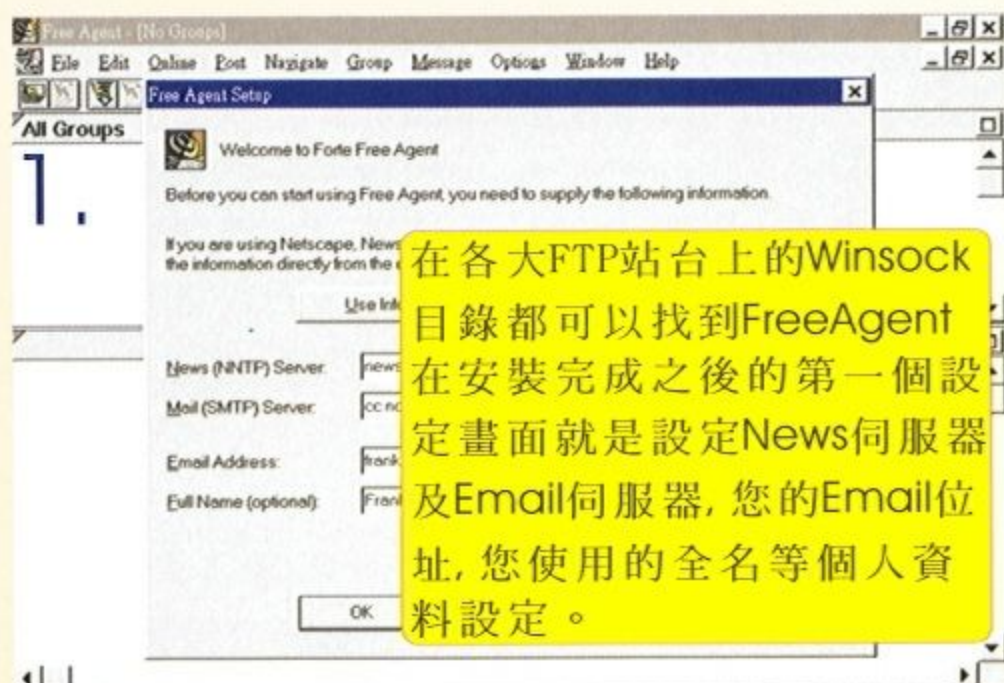 Free Agent - [No Groups]
File Edit Online Post Navigate Group Message Options Window Help
Free Agent Setup
All Groups
1.
Welcome to Forte Free Agent
Before you can start using Free Agent, you need to supply the following information.
If you are using Netscape, News
the information directly from the
Use Inf
News (NNTP) Server:
news
Mail (SMTP) Server:
cc.nc
Email Address:
frank
Full Name (optional):
Fran
OK
在各大FTP站台上的Winsock
目錄都可以找到FreeAgent
在安裝完成之後的第一個設
定畫面就是設定News伺服器
及Email伺服器,您的Email位
址,您使用的全名等個人資
料設定。